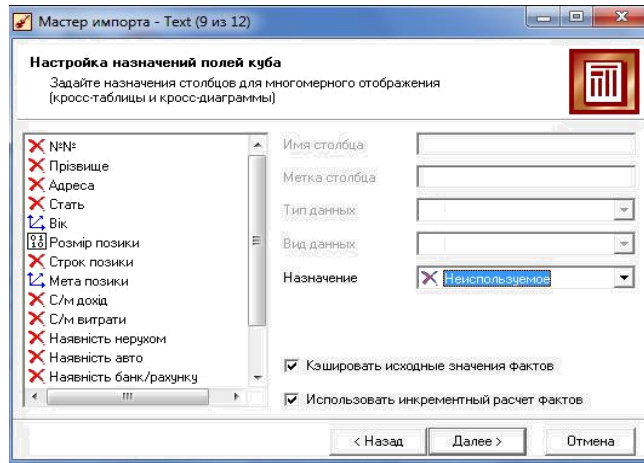 Мастер импорта - Text (9 из 12)
Настройка назначений полей куба
Задайте назначения столбцов для многомерного отображения
(кросс-таблицы и кросс-диаграммы)
№№
Прізвище
Адреса
Стать
Вік
Розмір позики
Строк позики
Мета позики
С/м дохід
С/м витрати
Наявність нерухом
Наявність авто
Наявність банк/рахунку
Имя столбца
Метка столбца
Тип данных
Вид данных
Назначение
Неиспользуемое
Кэшировать исходные значения фактов
Использовать инкрементный расчет фактов
< Назад
Далее >
Отмена